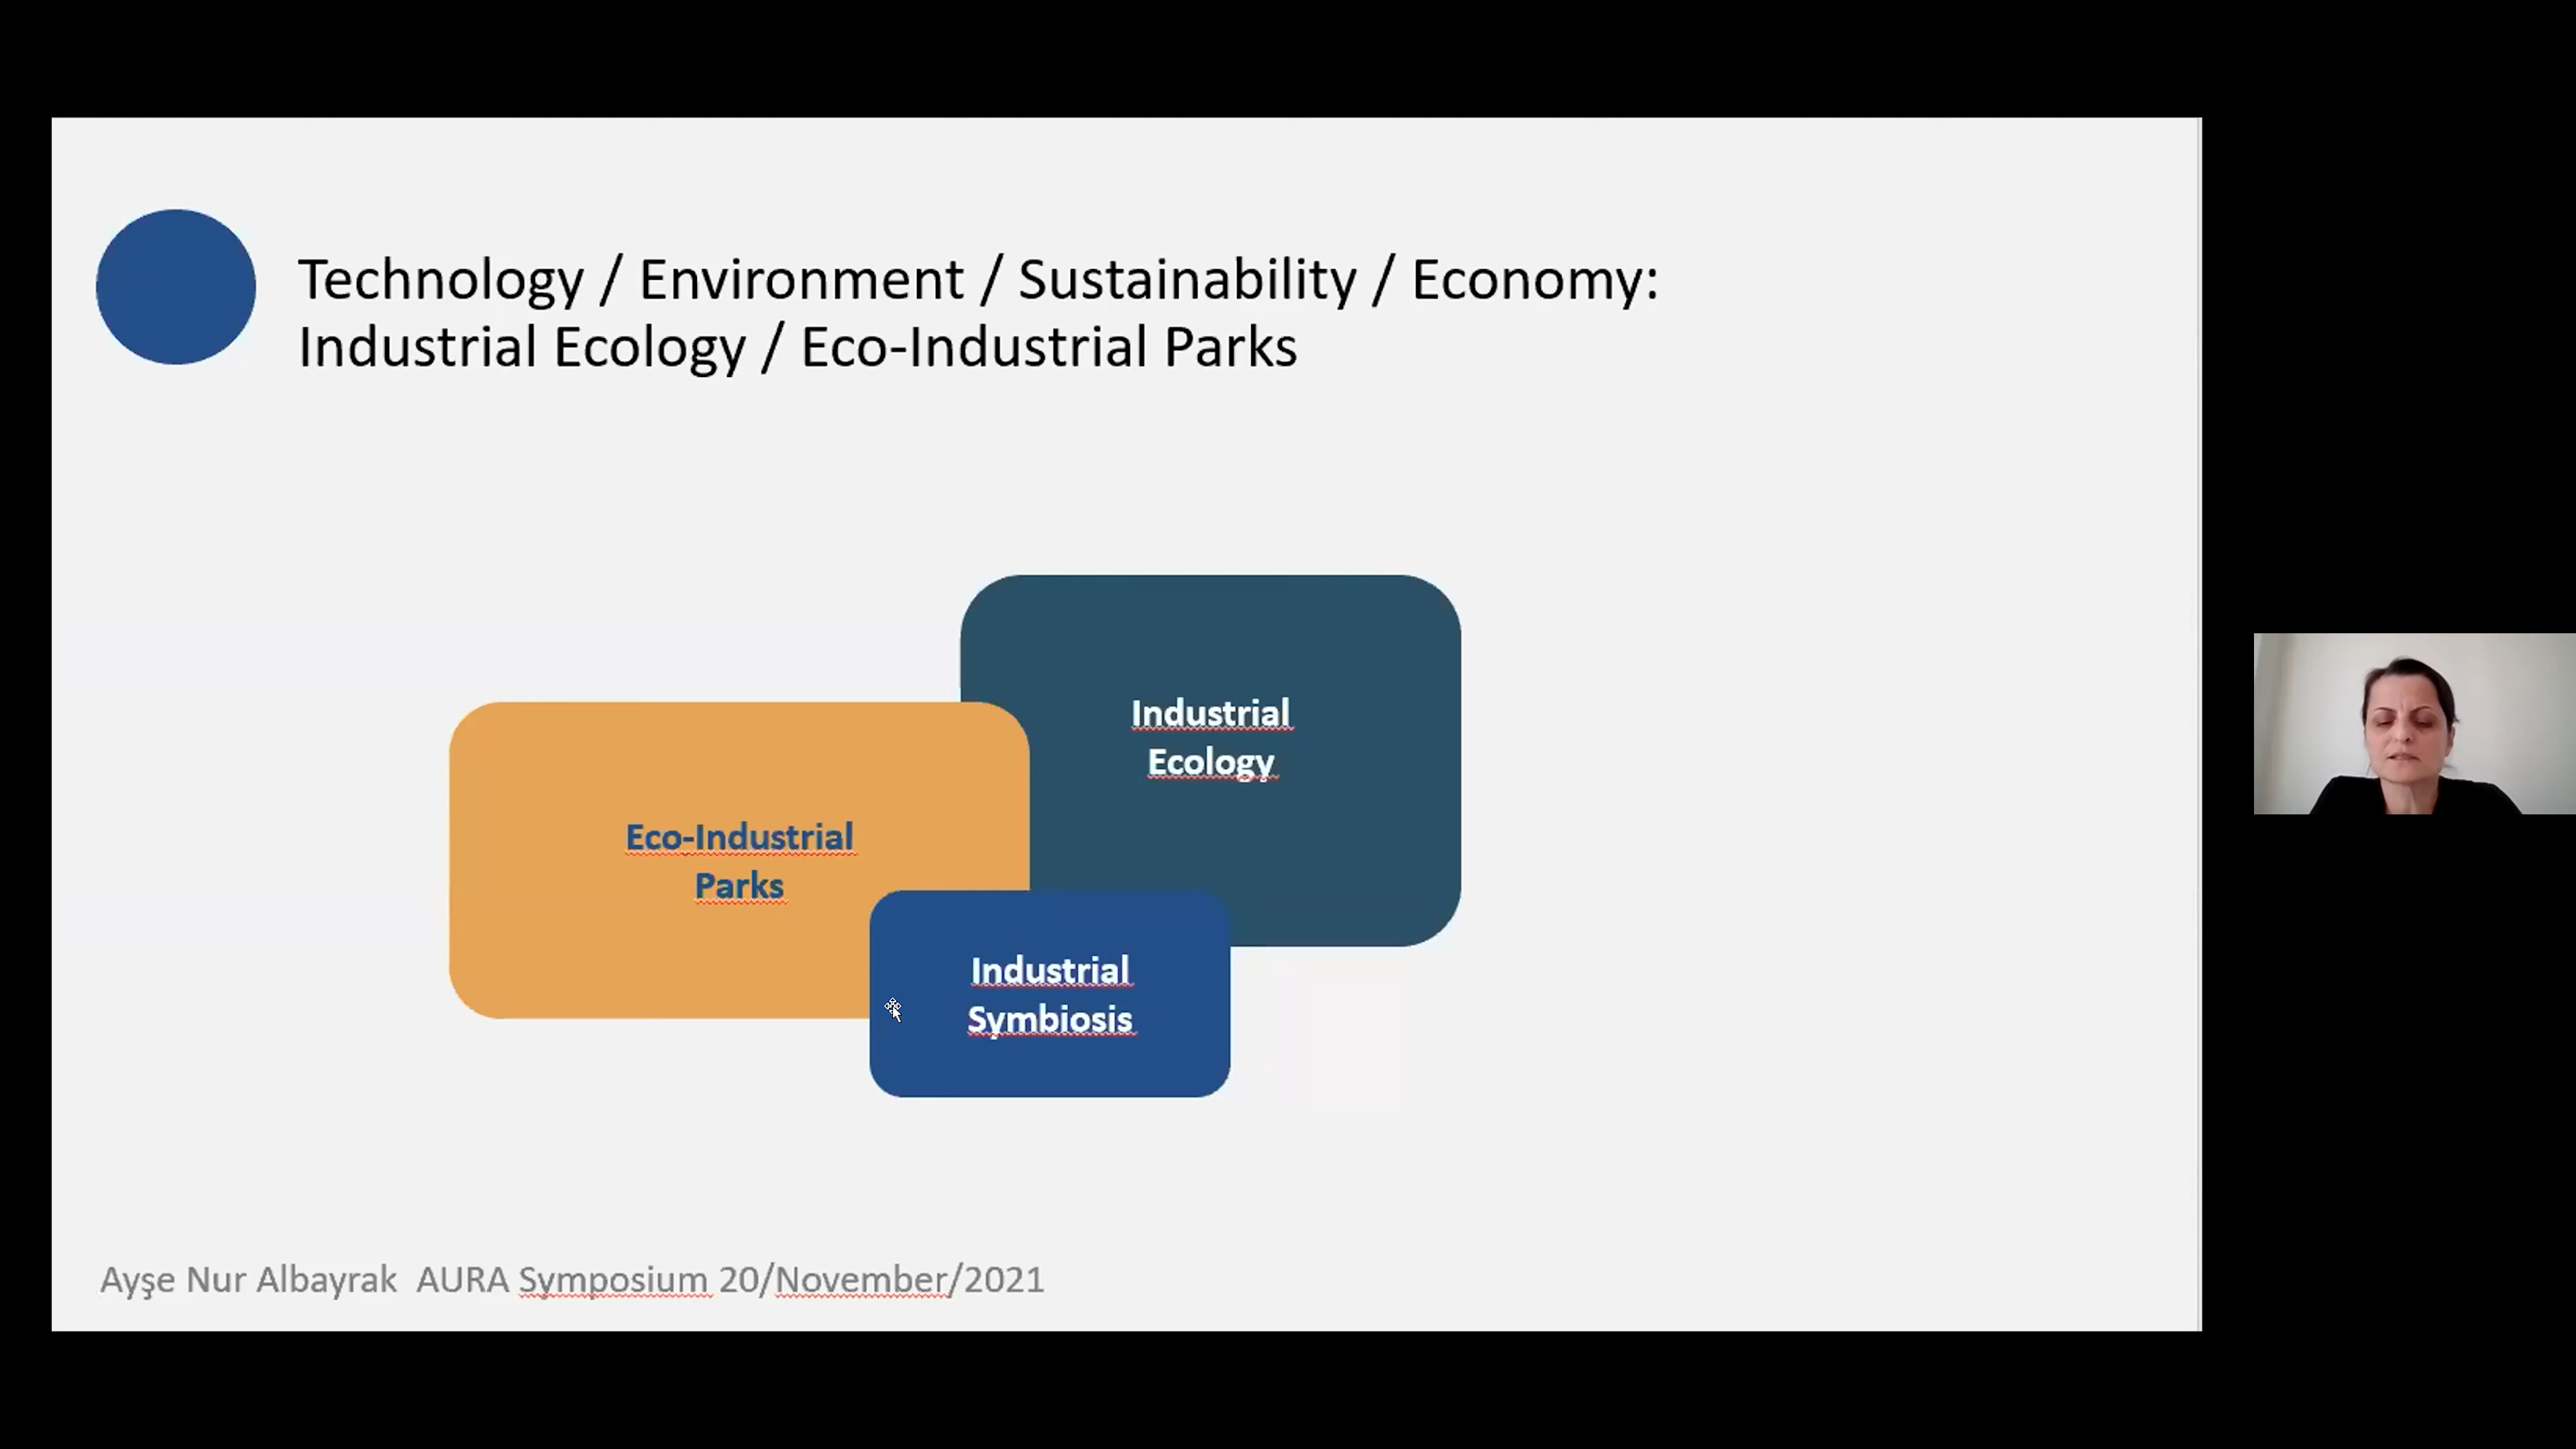 Technology / Environment / Sustainability / Economy:
Industrial Ecology / Eco-Industrial Parks
Industrial
Ecology
Eco-Industrial
Parks
Industrial
Symbiosis
Ayşe Nur Albayrak  AURA Symposium 20/November/2021